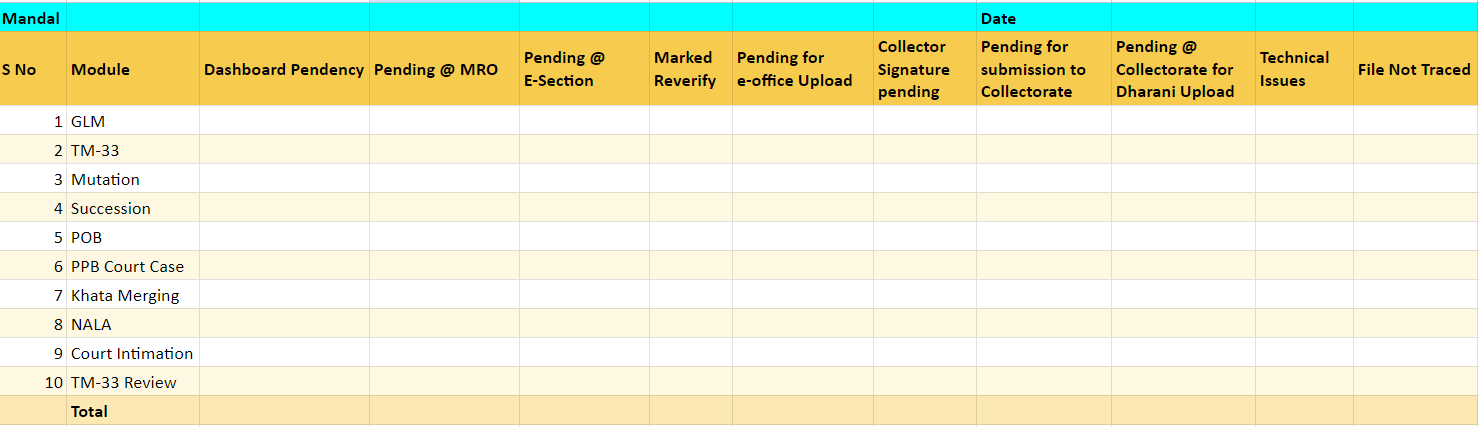 Mandal Date
S No Module Dashboard Pendency Pending @ MRO Pending @ E-Section Marked Reverify Pending for e-office Upload Collector Signature pending Pending for submission to Collectorate Pending @ Collectorate for Dharani Upload Technical Issues File Not Traced
1 GLM
2 TM-33
3 Mutation
4 Succession
5 POB
6 PPB Court Case
7 Khata Merging
8 NALA
9 Court Intimation
10 TM-33 Review
Total